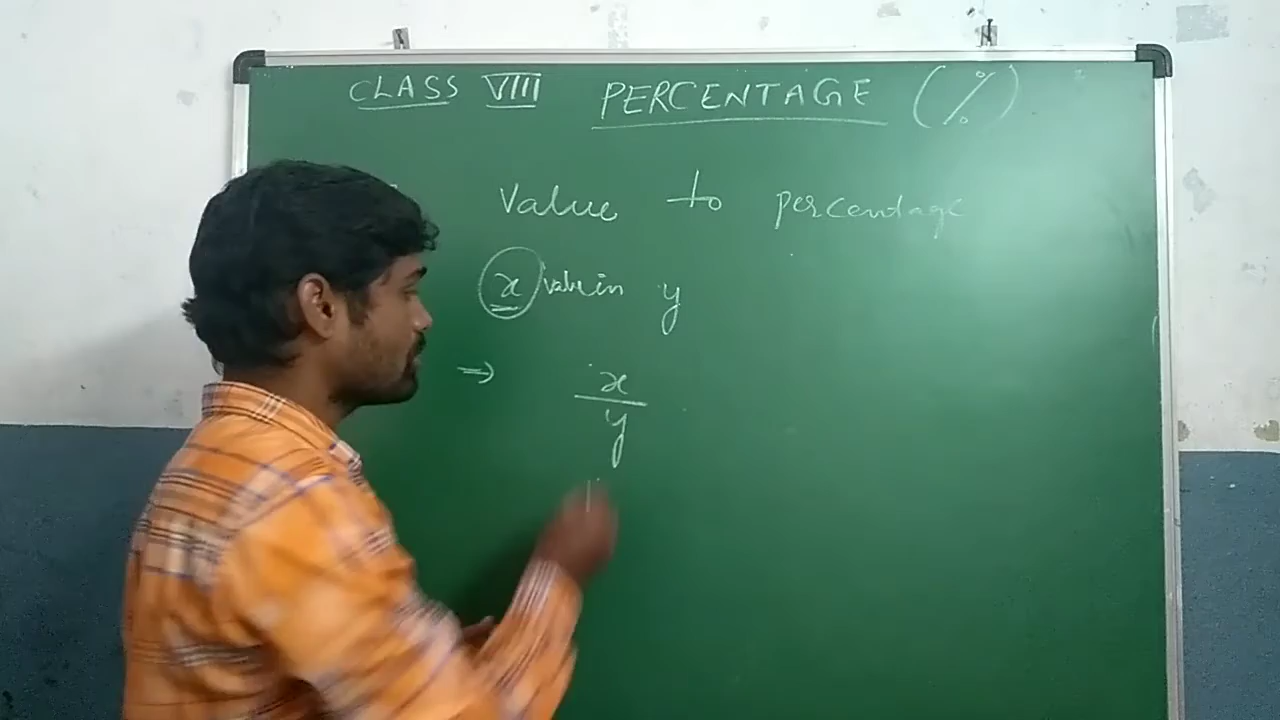 CLASS VIII PERCENTAGE (%)
Value to percentage
x value in y
⇒ x
y